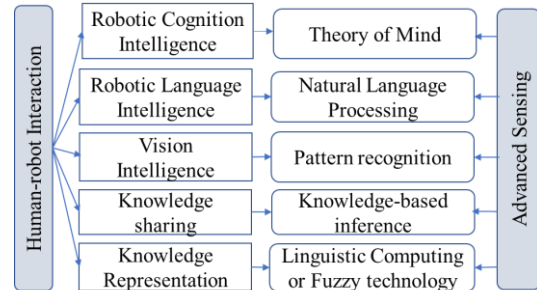 Human-robot Interaction
Robotic Cognition
Intelligence
Theory of Mind
Robotic Language
Intelligence
Natural Language
Processing
Vision
Intelligence
Pattern recognition
Knowledge
sharing
Knowledge-based
inference
Knowledge
Representation
Linguistic Computing
or Fuzzy technology
Advanced Sensing